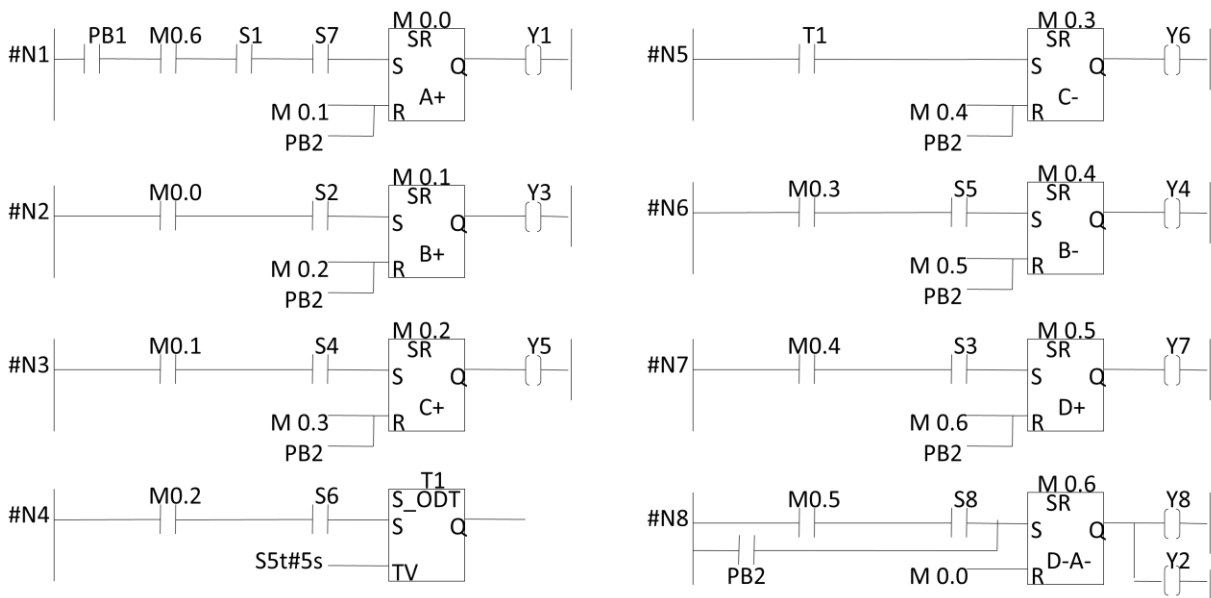 M 0.0
PB1 M0.6 S1 S7 SR Y1
#N1 S Q
M 0.1 R A+
PB2
M 0.1
M0.0 S2 SR Y3
#N2 S Q
M 0.2 R B+
PB2
M 0.2
M0.1 S4 SR Y5
#N3 S Q
M 0.3 R C+
PB2
T1
M0.2 S6 S_ODT
#N4 S Q
S5t#5s TV
M 0.3
T1 SR Y6
#N5 S Q
M 0.4 R C-
PB2
M 0.4
M0.3 S5 SR Y4
#N6 S Q
M 0.5 R B-
PB2
M 0.5
M0.4 S3 SR Y7
#N7 S Q
M 0.6 R D+
PB2
M 0.6
M0.5 S8 SR Y8
#N8 S Q
PB2 M 0.0 R D-A- Y2